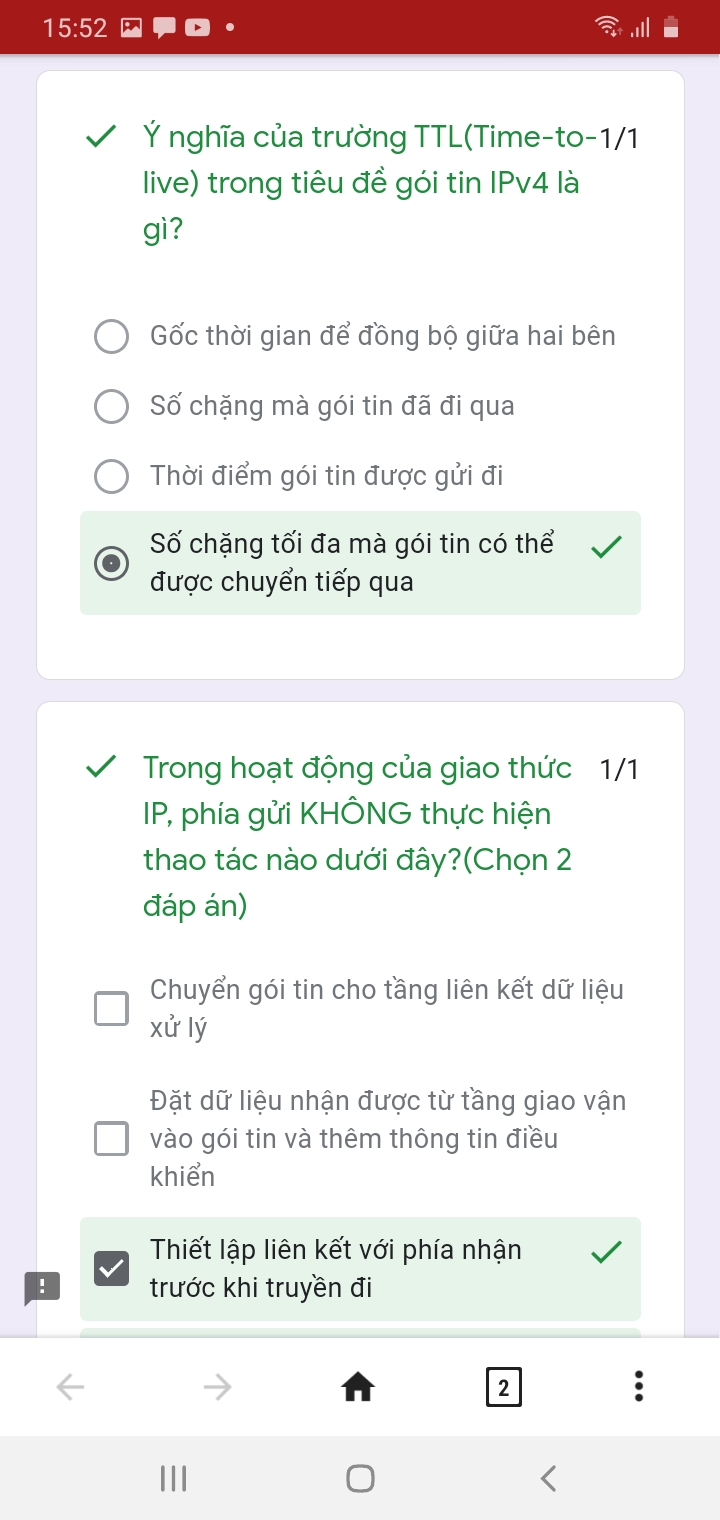 15:52
Ý nghĩa của trường TTL(Time-to- 1/1
live) trong tiêu đề gói tin IPv4 là
gì?
Gốc thời gian để đồng bộ giữa hai bên
Số chặng mà gói tin đã đi qua
Thời điểm gói tin được gửi đi
Số chặng tối đa mà gói tin có thể
được chuyển tiếp qua
Trong hoạt động của giao thức 1/1
IP, phía gửi KHÔNG thực hiện
thao tác nào dưới đây?(Chọn 2
đáp án)
Chuyển gói tin cho tầng liên kết dữ liệu
xử lý
Đặt dữ liệu nhận được từ tầng giao vận
vào gói tin và thêm thông tin điều
khiển
Thiết lập liên kết với phía nhận
trước khi truyền đi
2